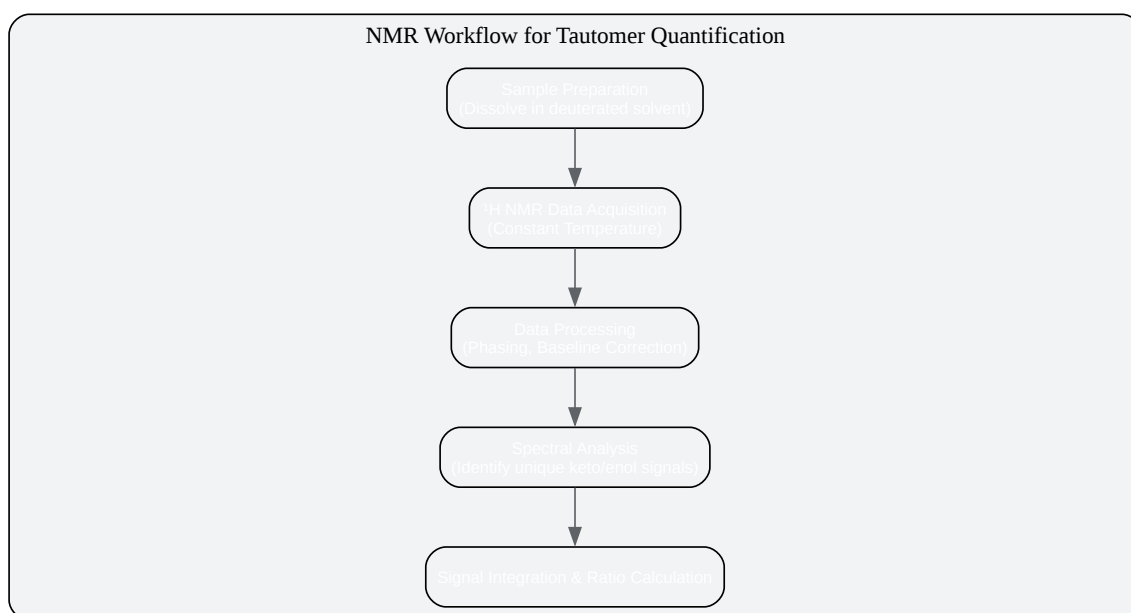 NMR Workflow for Tautomer Quantification
Sample Preparation
(Dissolve in deuterated solvent)
¹H NMR Data Acquisition
(Constant Temperature)
Data Processing
(Phasing, Baseline Correction)
Spectral Analysis
(Identify unique keto/enol signals)
Signal Integration & Ratio Calculation